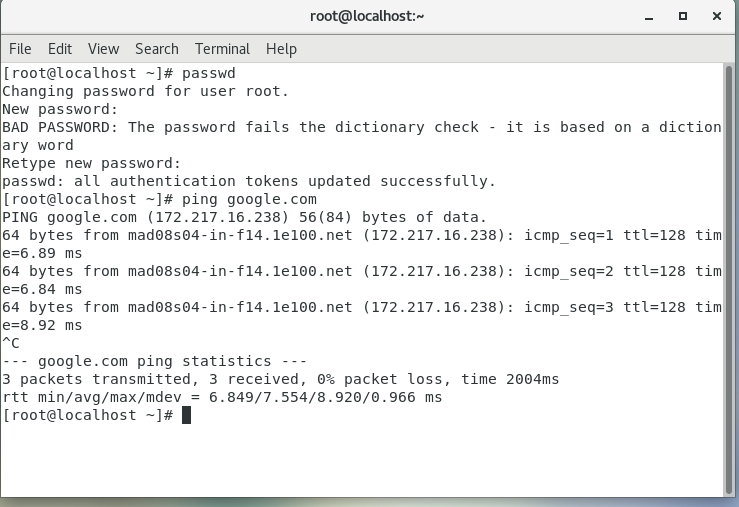 root@localhost:~
File Edit View Search Terminal Help
[root@localhost ~]# passwd
Changing password for user root.
New password:
BAD PASSWORD: The password fails the dictionary check - it is based on a diction
ary word
Retype new password:
passwd: all authentication tokens updated successfully.
[root@localhost ~]# ping google.com
PING google.com (172.217.16.238) 56(84) bytes of data.
64 bytes from mad08s04-in-f14.1e100.net (172.217.16.238): icmp_seq=1 ttl=128 tim
e=6.89 ms
64 bytes from mad08s04-in-f14.1e100.net (172.217.16.238): icmp_seq=2 ttl=128 tim
e=6.84 ms
64 bytes from mad08s04-in-f14.1e100.net (172.217.16.238): icmp_seq=3 ttl=128 tim
e=8.92 ms
^C
--- google.com ping statistics ---
3 packets transmitted, 3 received, 0% packet loss, time 2004ms
rtt min/avg/max/mdev = 6.849/7.554/8.920/0.966 ms
[root@localhost ~]#